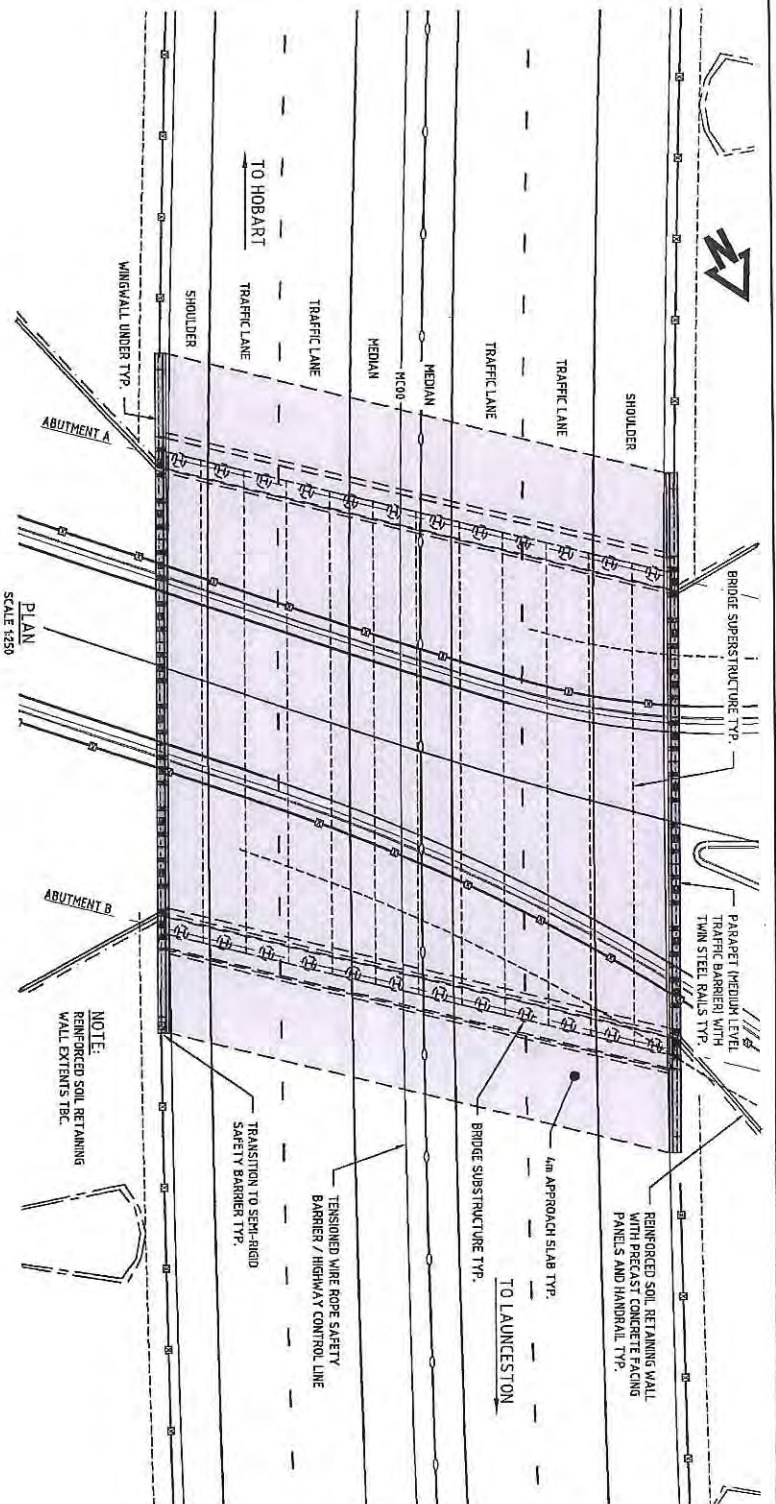 N
TO HOBART
WINGWALL UNDER TYP.
SHOULDER
TRAFFIC LANE
TRAFFIC LANE
MEDIAN
MC00
MEDIAN
TRAFFIC LANE
TRAFFIC LANE
SHOULDER
ABUTMENT A
BRIDGE SUPERSTRUCTURE TYP.
PLAN
SCALE 1:250
PARAPET (MEDIUM LEVEL
TRAFFIC BARRIER) WITH
TWIN STEEL RAILS TYP.
ABUTMENT B
NOTE:
REINFORCED SOIL RETAINING
WALL EXTENTS TBC.
TRANSITION TO SEMI-RIGID
SAFETY BARRIER TYP.
TENSIONED WIRE ROPE SAFETY
BARRIER / HIGHWAY CONTROL LINE
BRIDGE SUBSTRUCTURE TYP.
4m APPROACH SLAB TYP.
TO LAUNCESTON
REINFORCED SOIL RETAINING WALL
WITH PRECAST CONCRETE FACING
PANELS AND HANDRAIL TYP.